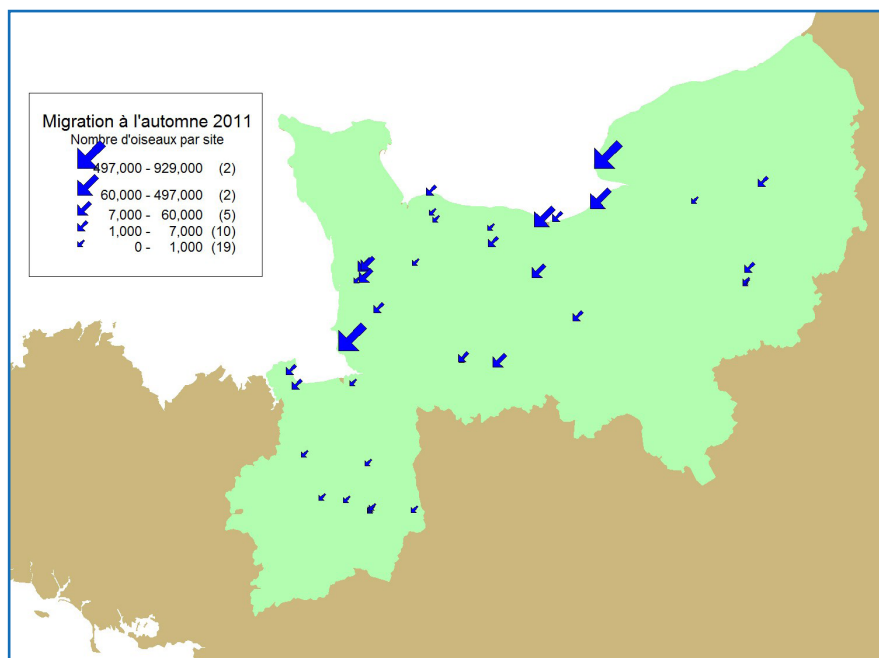 Migration à l'automne 2011
Nombre d'oiseaux par site
497,000 - 929,000 (2)
60,000 - 497,000 (2)
7,000 - 60,000 (5)
1,000 - 7,000 (10)
0 - 1,000 (19)